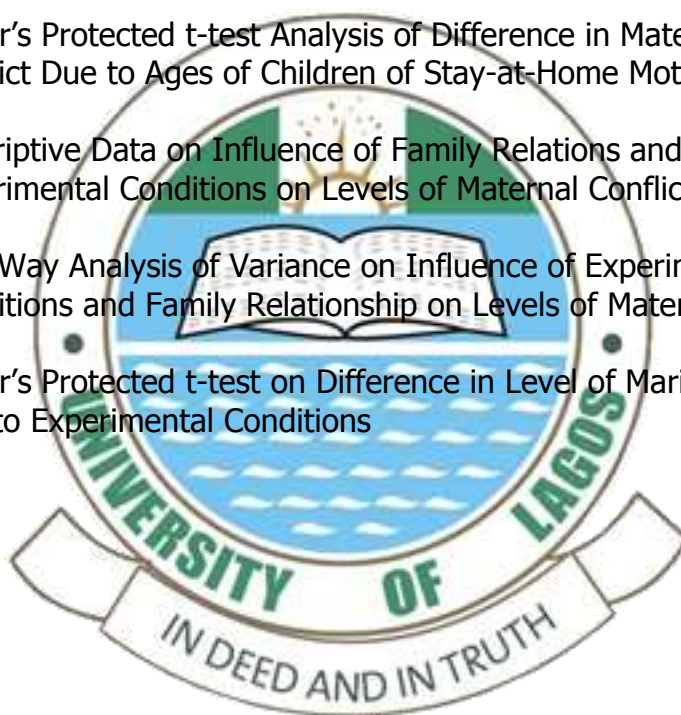 r’s Protected t-test Analysis of Difference in Mate
ict Due to Ages of Children of Stay-at-Home Mot
riptive Data on Influence of Family Relations and
rimental Conditions on Levels of Maternal Conflic
Way Analysis of Variance on Influence of Experin
itions and Family Relationship on Levels of Mater
r’s Protected t-test on Difference in Level of Mari
to Experimental Conditions
UNIVERSITY OF LAGOS
IN DEED AND IN TRUTH